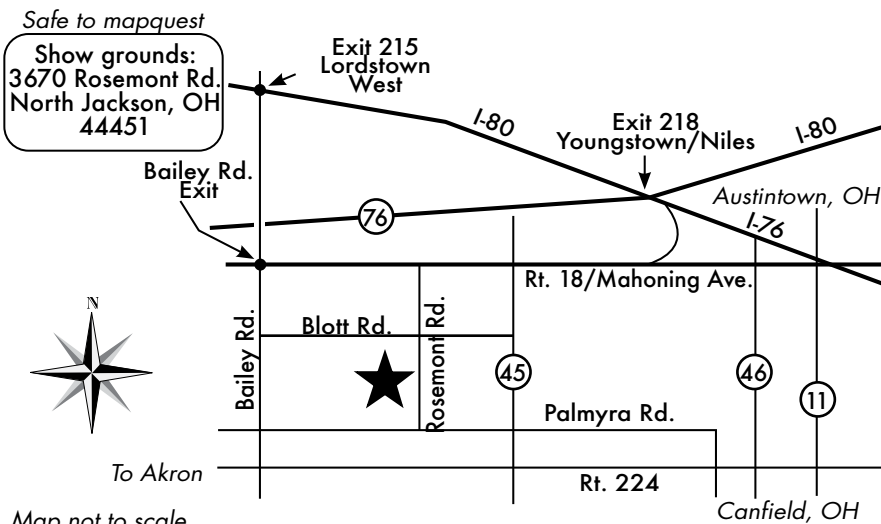 Safe to mapquest
Show grounds:
3670 Rosemont Rd.
North Jackson, OH
44451
Exit 215
Lordstown
West
I-80
Exit 218
Youngstown/Niles
I-80
Bailey Rd.
Exit
76
Austintown, OH
I-76
Rt. 18/Mahoning Ave.
N
Blott Rd.
Bailey Rd.
Rosemont Rd.
45
46
11
Palmyra Rd.
To Akron
Rt. 224
Map not to scale
Canfield, OH